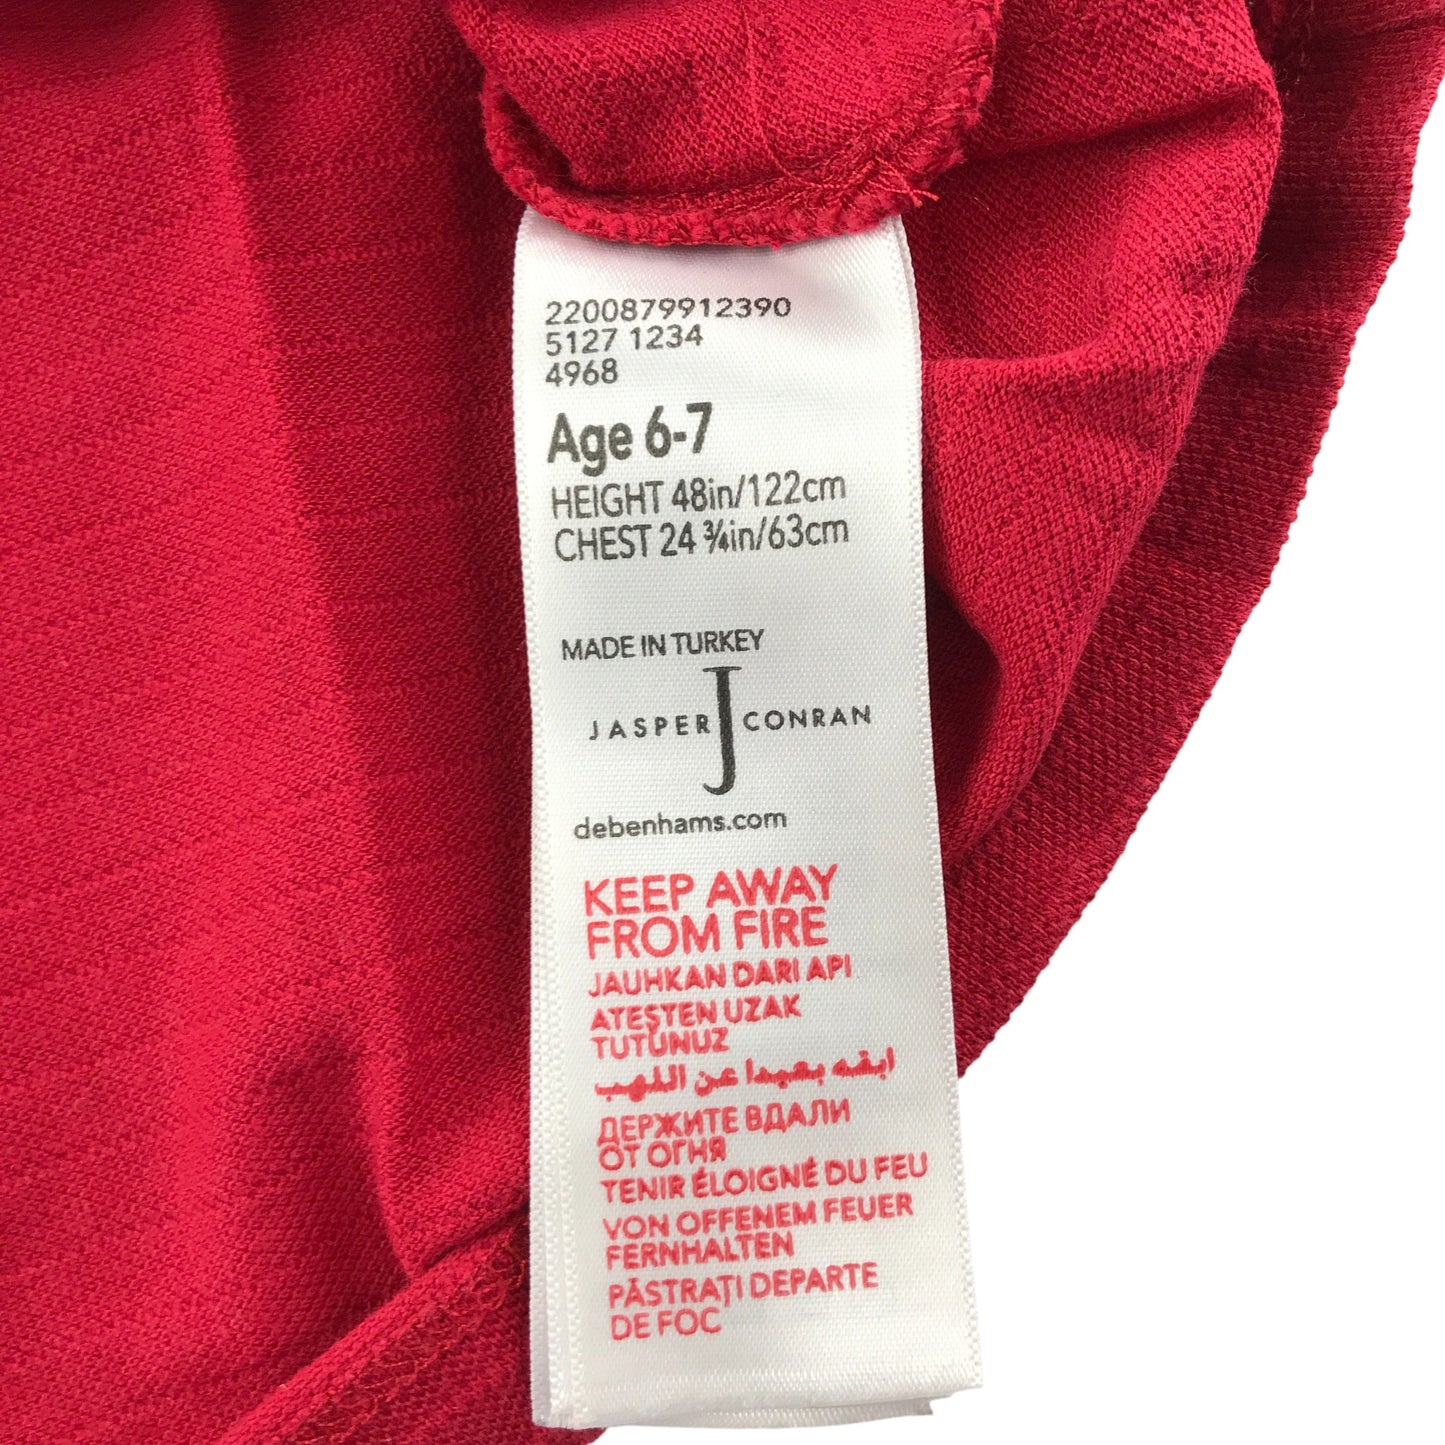 2200879912390
5127 1234
4968
Age 6-7
HEIGHT 48in/122cm
CHEST 24 ¾in/63cm
MADE IN TURKEY
JASPER J CONRAN
debenhams.com
KEEP AWAY
FROM FIRE
JAUHKAN DARI API
ATEŞTEN UZAK
TUTUNUZ
ابقه بعيدا عن اللهب
ДЕРЖИТЕ ВДАЛИ
ОТ ОГНЯ
TENIR ÉLOIGNÉ DU FEU
VON OFFENEM FEUER
FERNHALTEN
PĂSTRAȚI DEPARTE
DE FOC